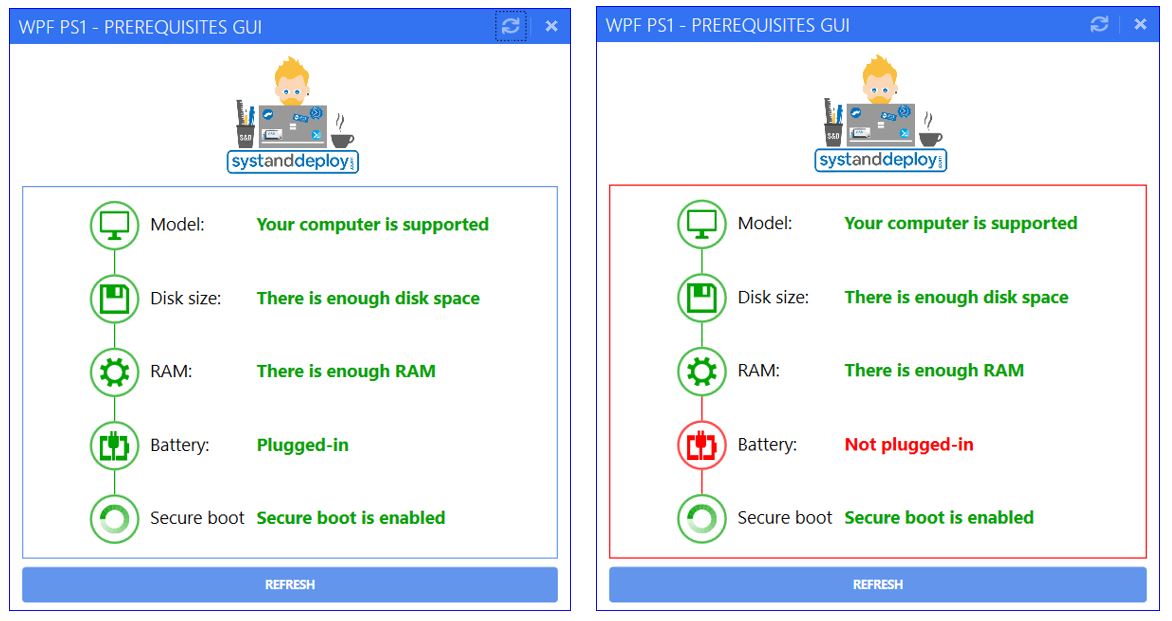 WPF PS1 - PREREQUISITES GUI
S&D
systanddeploy.com
Model: Your computer is supported
Disk size: There is enough disk space
RAM: There is enough RAM
Battery: Plugged-in
Secure boot Secure boot is enabled
REFRESH
WPF PS1 - PREREQUISITES GUI
S&D
systanddeploy.com
Model: Your computer is supported
Disk size: There is enough disk space
RAM: There is enough RAM
Battery: Not plugged-in
Secure boot Secure boot is enabled
REFRESH